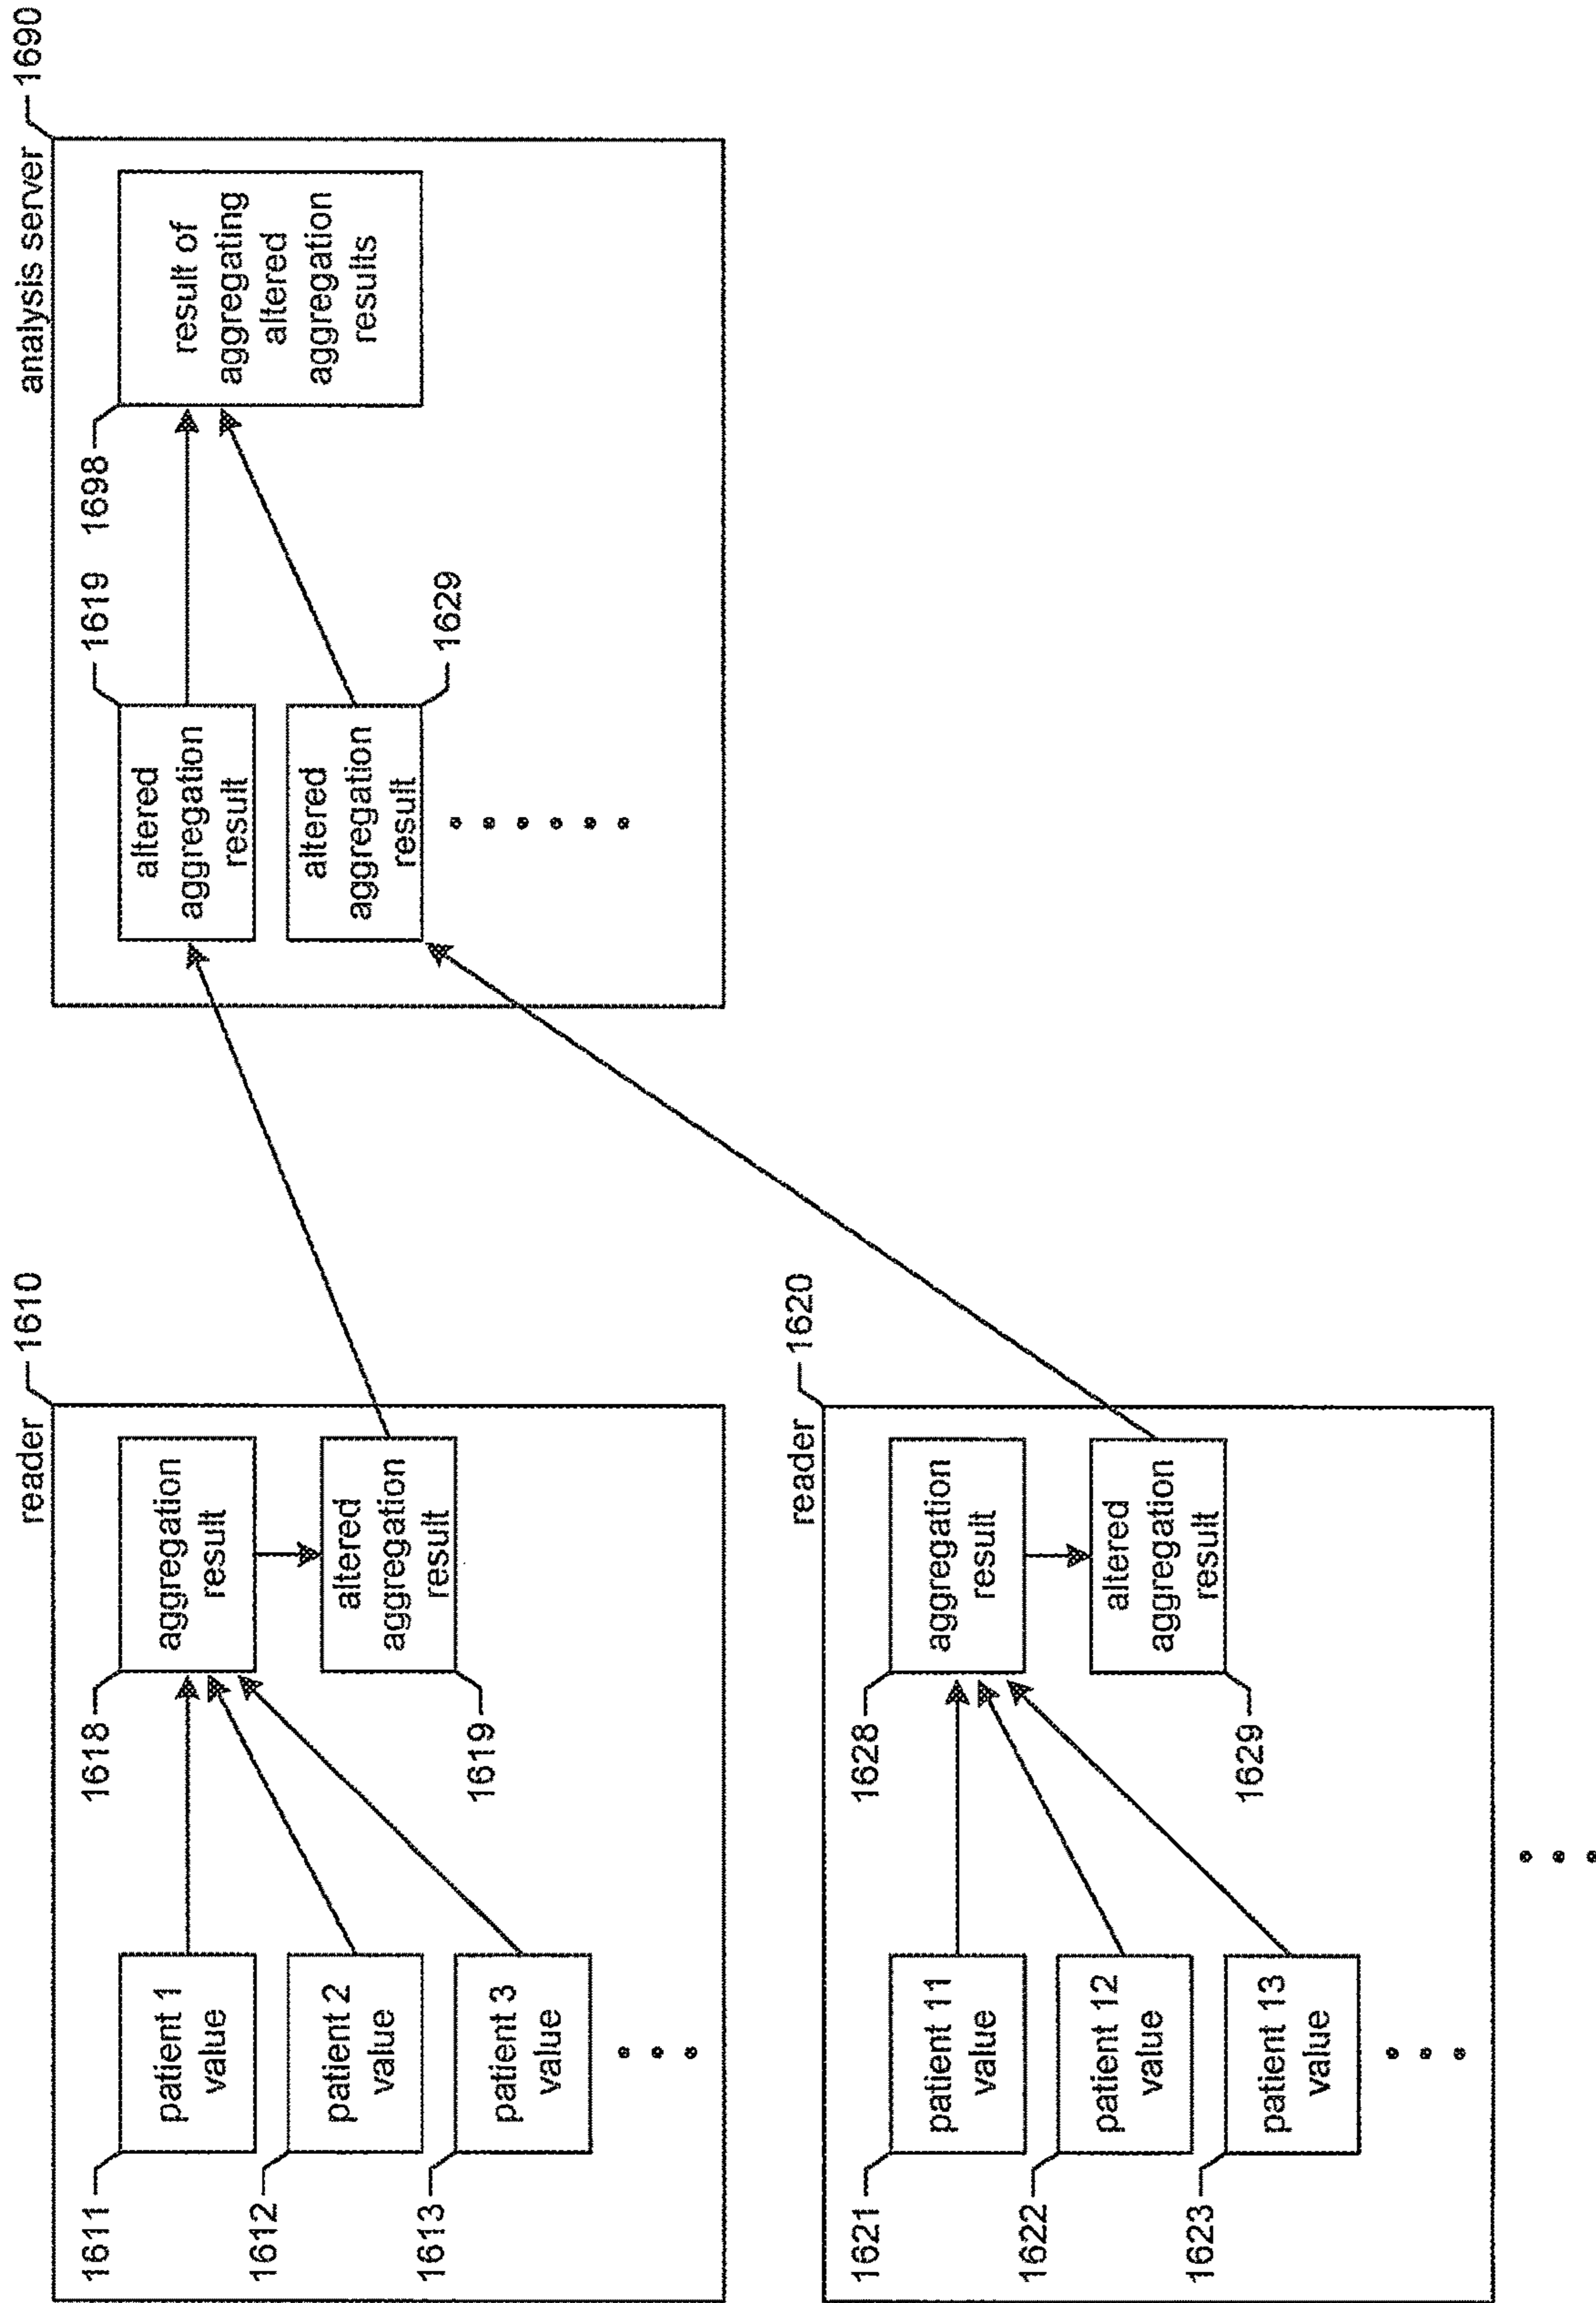 reader
1610
1611
patient 1
value
1612
patient 2
value
1613
patient 3
value
1618
aggregation
result
1619
altered
aggregation
result
reader
1620
1621
patient 11
value
1622
patient 12
value
1623
patient 13
value
1628
aggregation
result
1629
altered
aggregation
result
analysis server
1690
1619
altered
aggregation
result
1629
altered
aggregation
result
1698
result of
aggregating
altered
aggregation
results